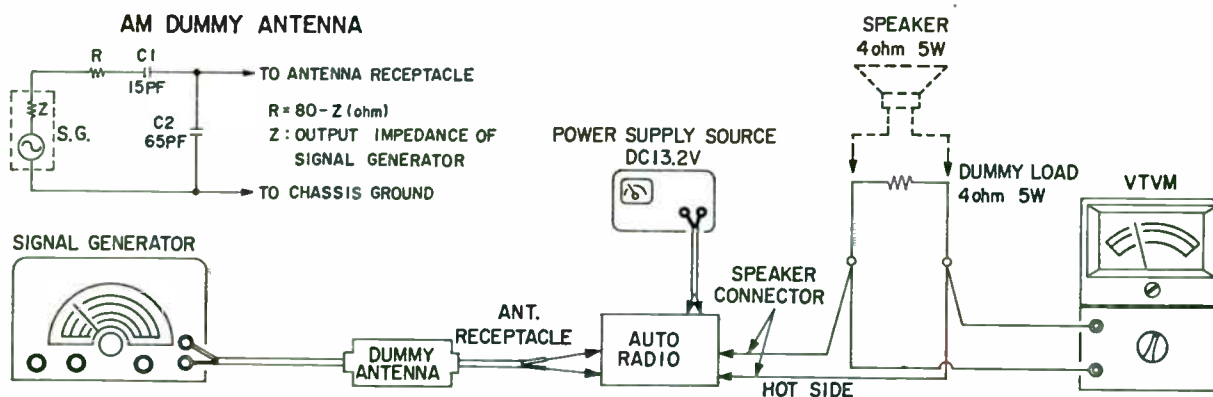 AM DUMMY ANTENNA
R
C1
15PF
TO ANTENNA RECEPTACLE
Z
S.G.
C2
65PF
R=80-Z (ohm)
Z: OUTPUT IMPEDANCE OF
SIGNAL GENERATOR
TO CHASSIS GROUND
SPEAKER
4ohm 5W
POWER SUPPLY SOURCE
DC13.2V
DUMMY LOAD
4ohm 5W
VTVM
SIGNAL GENERATOR
SPEAKER
CONNECTOR
ANT.
RECEPTACLE
DUMMY
ANTENNA
AUTO
RADIO
HOT SIDE